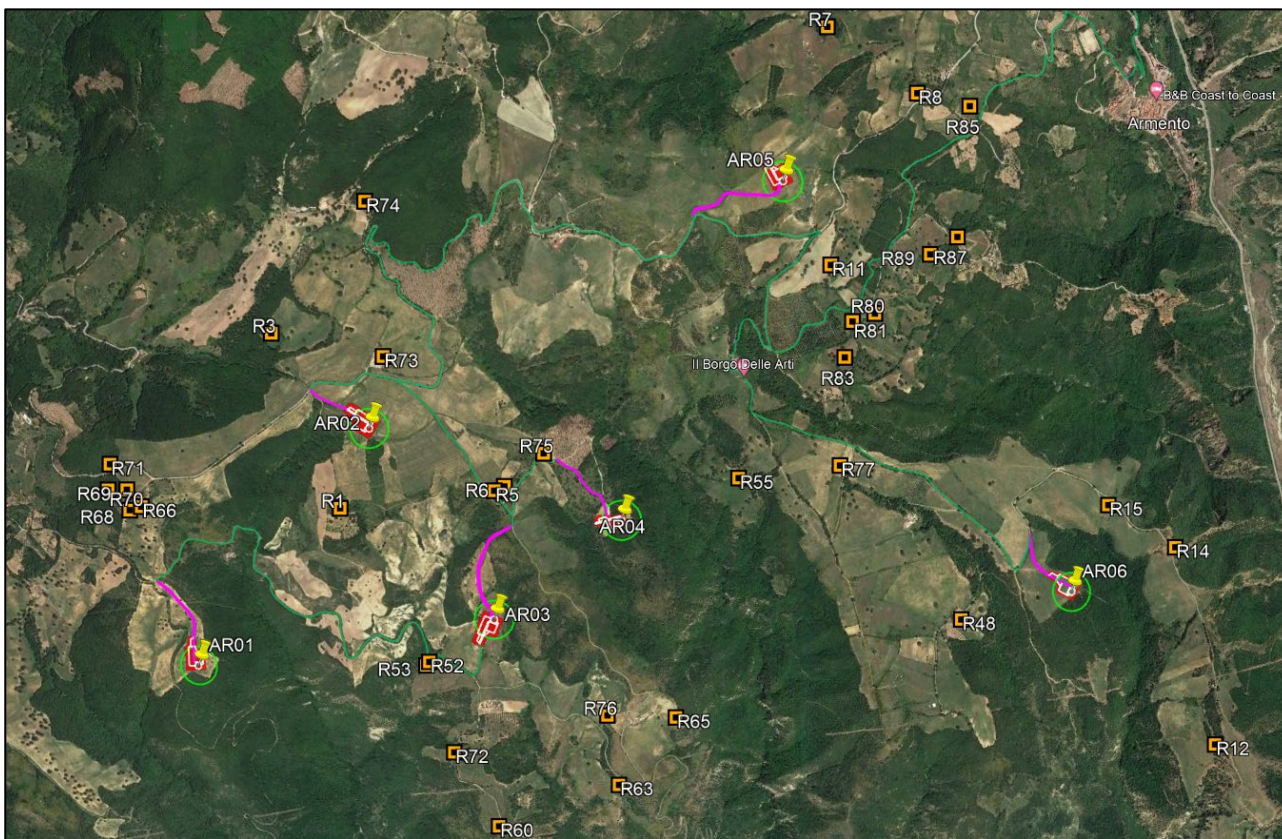 R7
R8
B&B Coast to Coast
R85
Armento
AR05
R74
R89
R87
R11
R80
R81
R3
R73
R83
Il Borgo Delle Arti
AR02
R75
R71
R77
R55
R69
R70
R6
R5
R68
R66
R1
R15
AR04
R14
AR06
AR03
R48
AR01
R53
R52
R76
R65
R12
R72
R63
R60